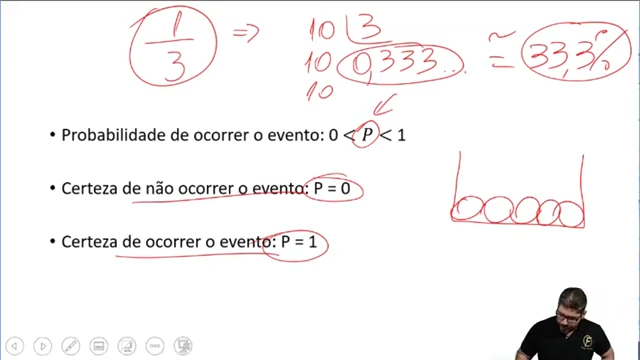 1/3 ⇒ 10 |3
10 0,333... ≅ 33,3%
10
• Probabilidade de ocorrer o evento: 0 < P < 1
• Certeza de não ocorrer o evento: P = 0
• Certeza de ocorrer o evento: P = 1